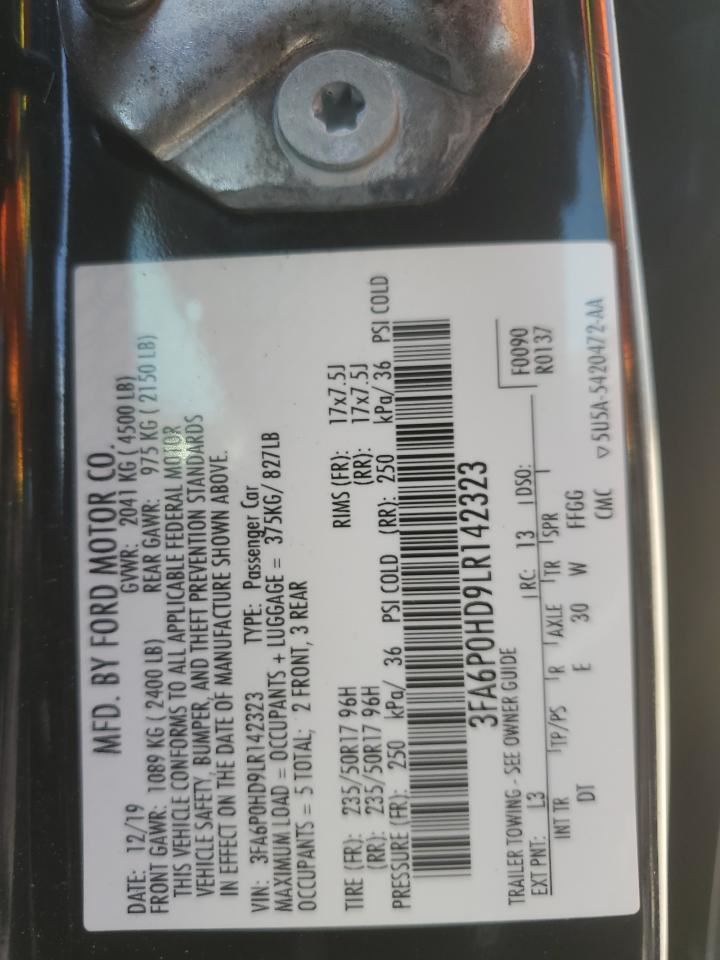 MFD. BY FORD MOTOR CO.
DATE: 12/19 GVWR: 2041 KG ( 4500 LB)
FRONT GAWR: 1089 KG ( 2400 LB) REAR GAWR: 975 KG ( 2150 LB)
THIS VEHICLE CONFORMS TO ALL APPLICABLE FEDERAL MOTOR
VEHICLE SAFETY, BUMPER, AND THEFT PREVENTION STANDARDS
IN EFFECT ON THE DATE OF MANUFACTURE SHOWN ABOVE.
VIN: 3FA6P0HD9LR142323 TYPE: Passenger Car
MAXIMUM LOAD = OCCUPANTS + LUGGAGE = 375KG/ 827LB
OCCUPANTS = 5 TOTAL; 2 FRONT, 3 REAR
TIRE (FR): 235/50R17 96H RIMS (FR): 17x7.5J
(RR): 235/50R17 96H (RR): 17x7.5J
PRESSURE (FR): 250 kPa/ 36 PSI COLD (RR): 250 kPa/ 36 PSI COLD
3FA6P0HD9LR142323
F0090
R0137
TRAILER TOWING - SEE OWNER GUIDE
EXT PNT: L3 RC: 13 DSO:
INT TR TP/PS R AXLE TR SPR
DT E 30 W FFGG
CMC ▽5U5A-5420472-AA